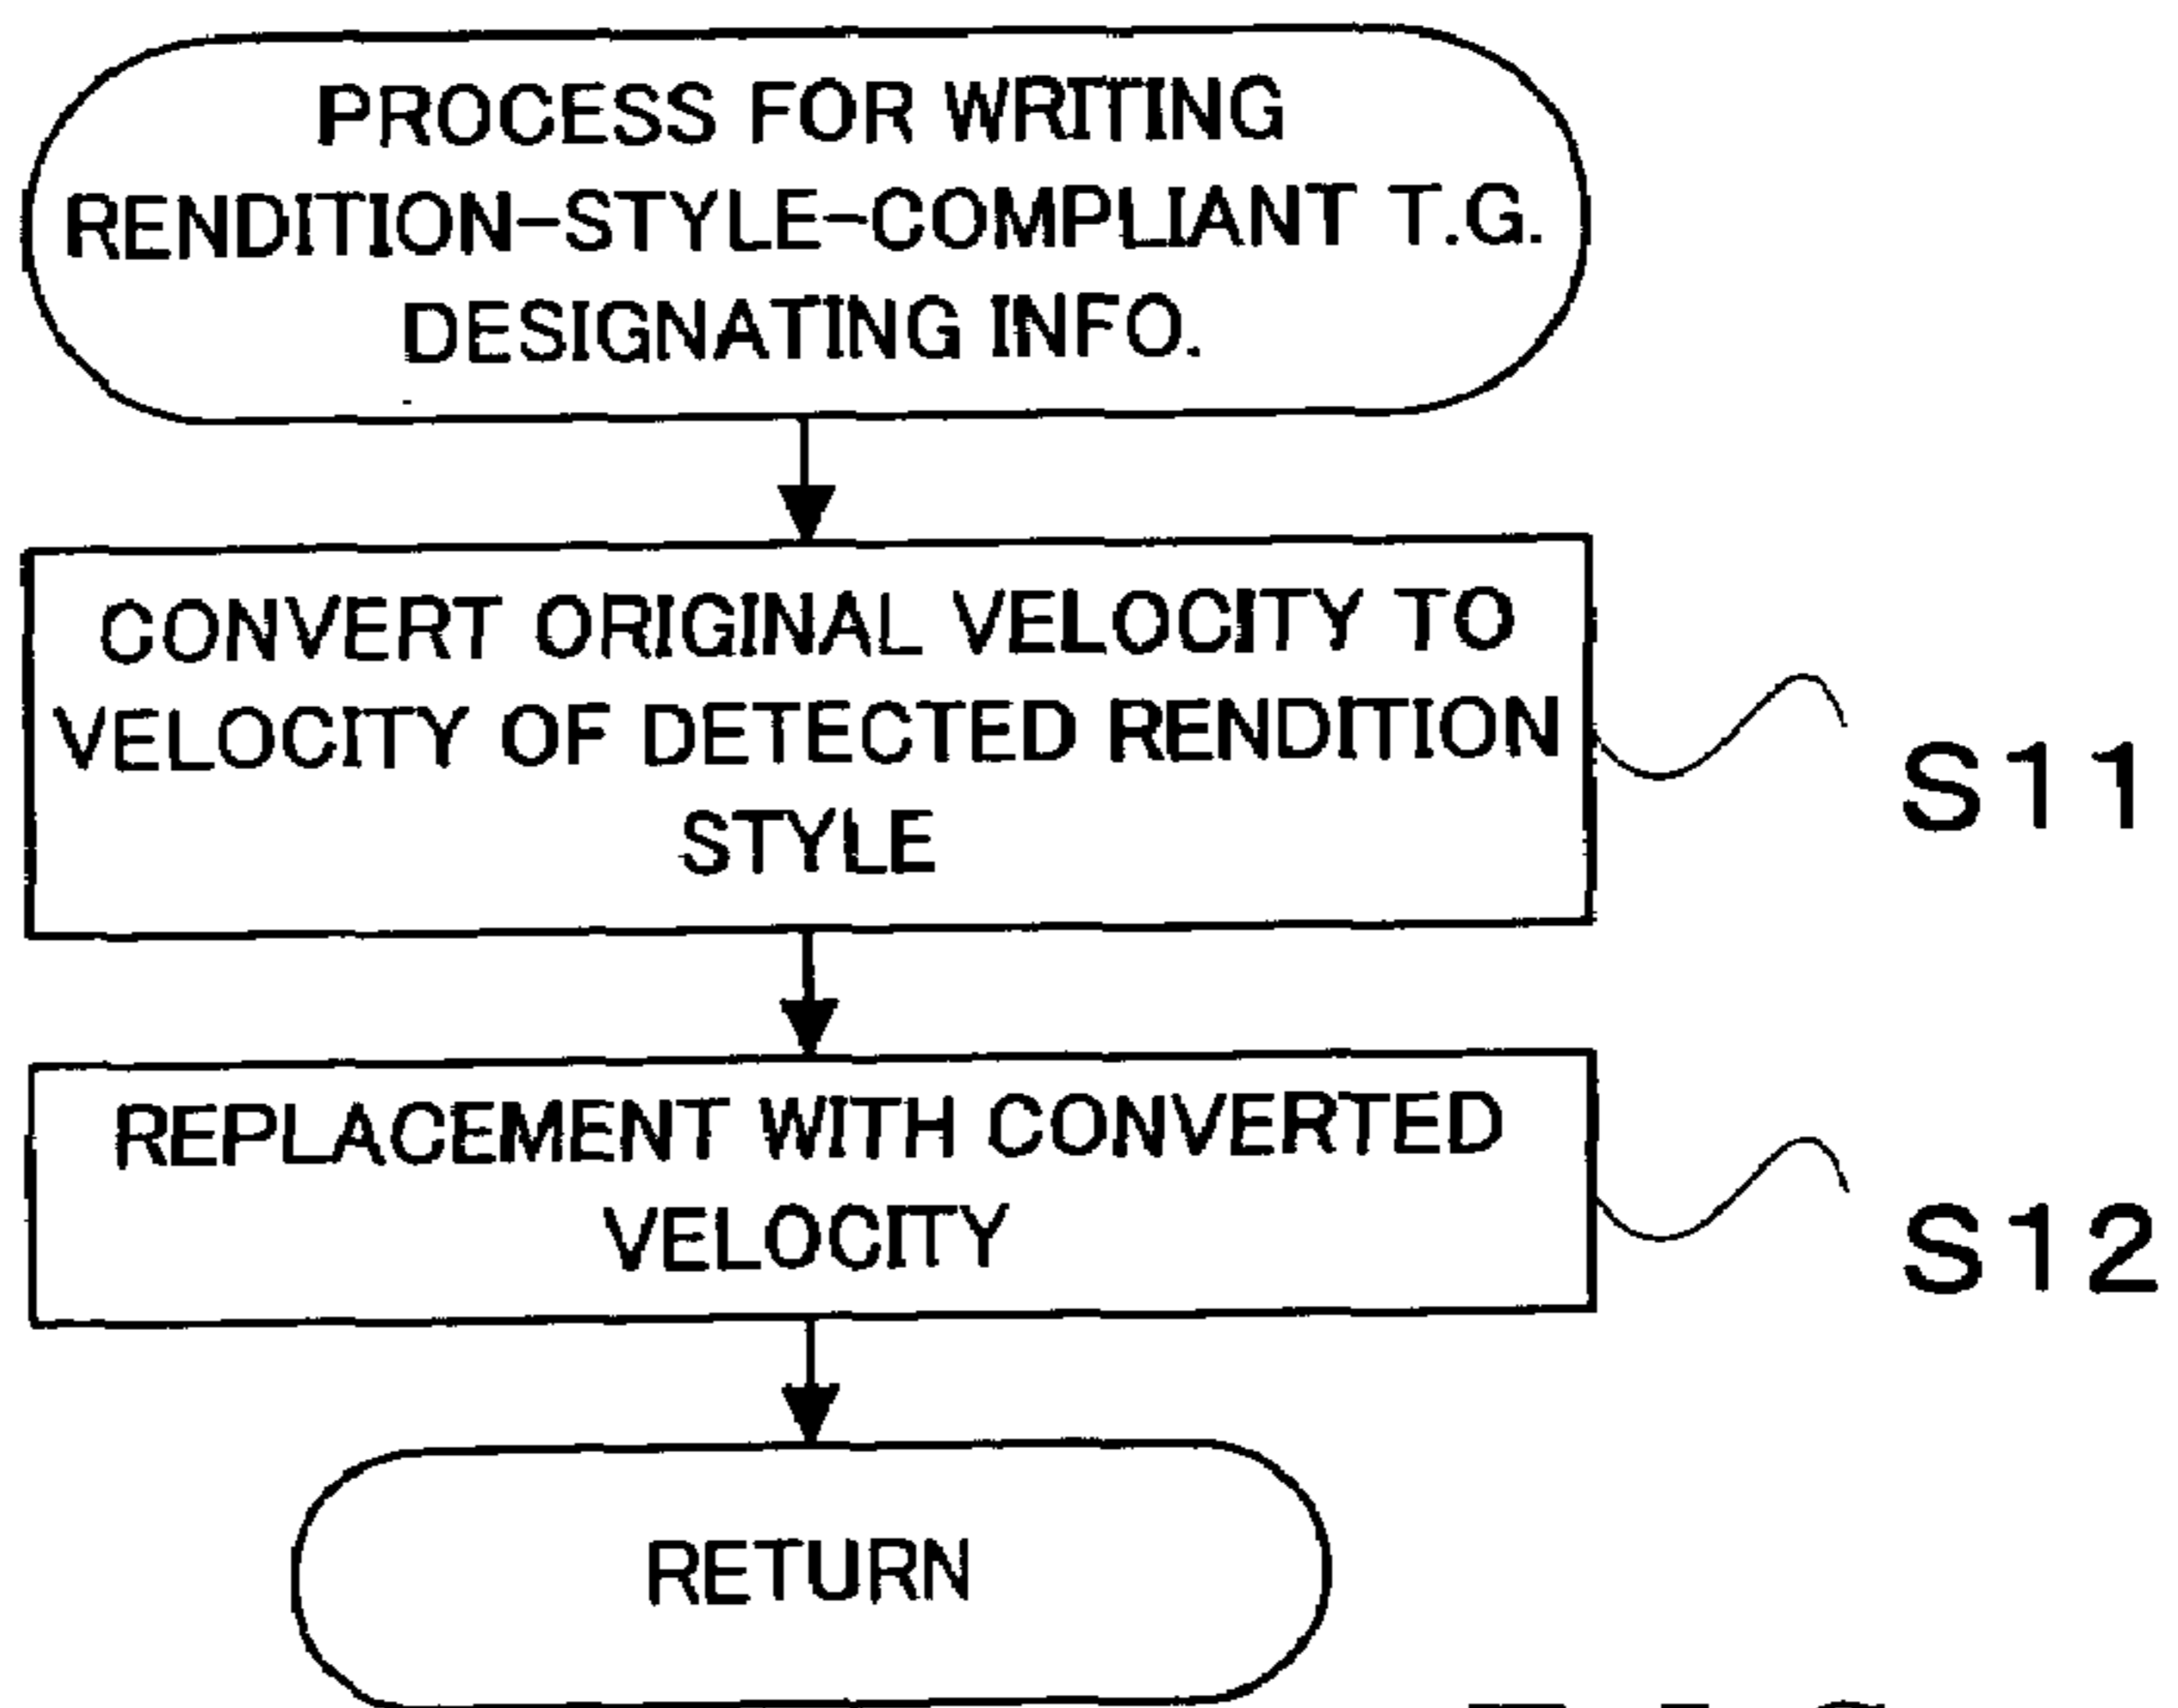 PROCESS FOR WRITING
RENDITION-STYLE-COMPLIANT T.G.
DESIGNATING INFO.
CONVERT ORIGINAL VELOCITY TO
VELOCITY OF DETECTED RENDITION
STYLE
S11
REPLACEMENT WITH CONVERTED
VELOCITY
S12
RETURN